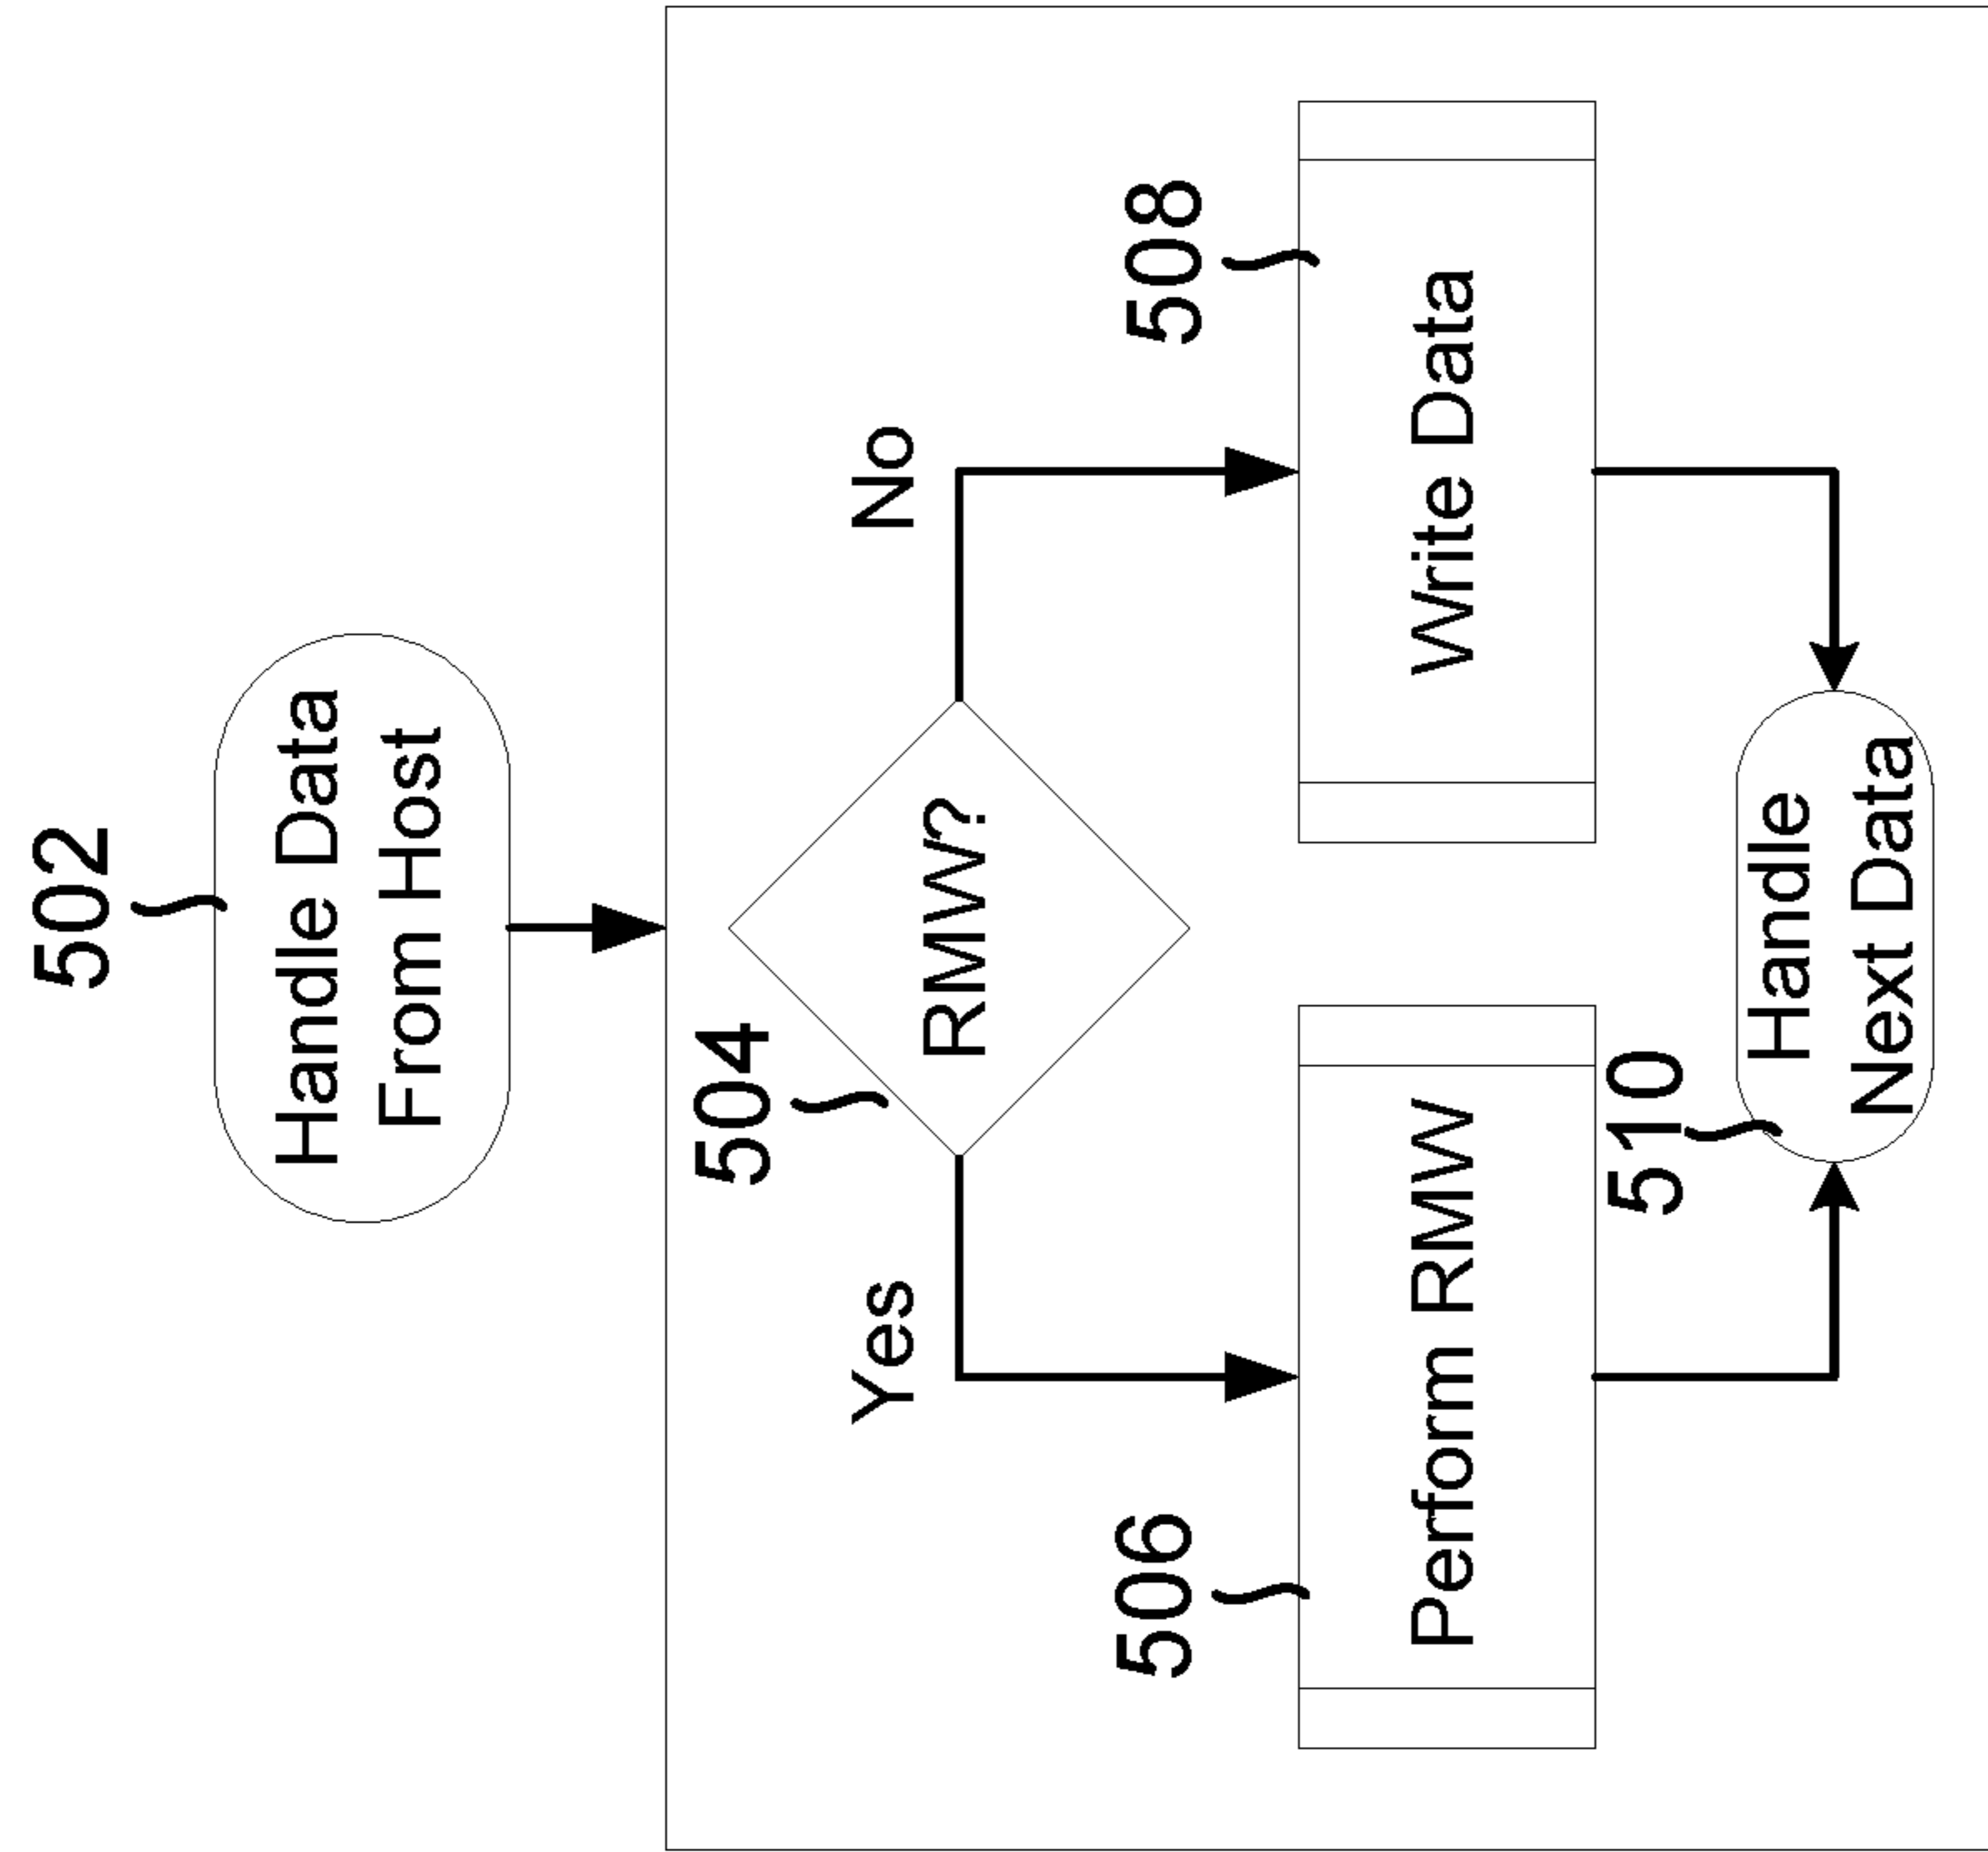 502
Handle Data
From Host
504
RMW?
Yes
No
506
Perform RMW
508
Write Data
510
Handle
Next Data